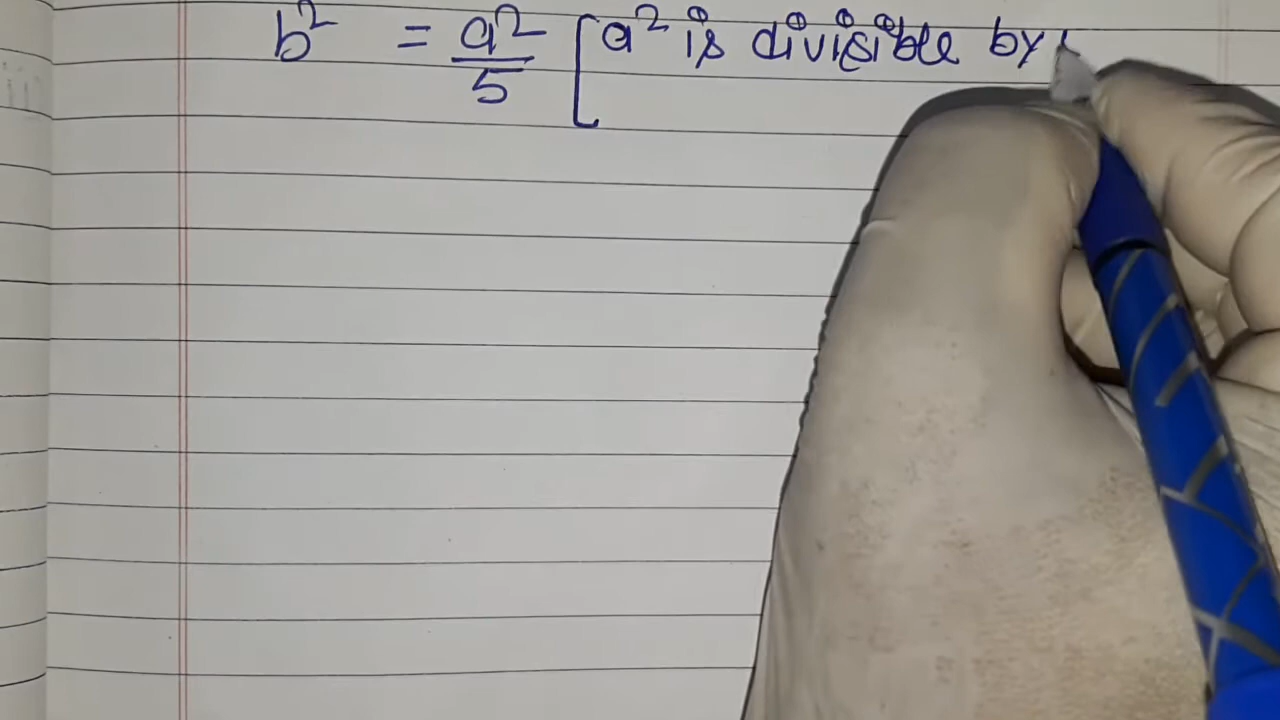 b² = a²/5 [a² is divisible by